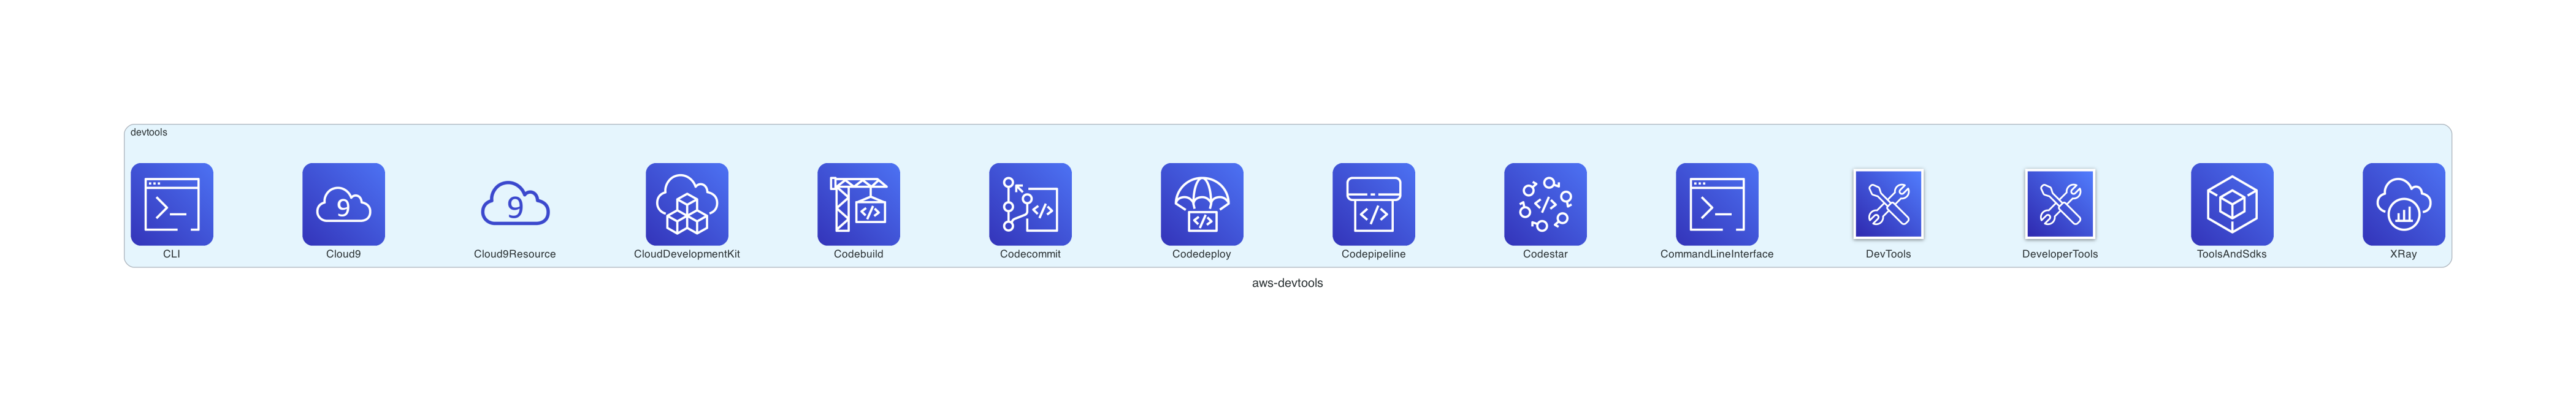 devtools
9
9
CLI
Cloud9
Cloud9Resource
CloudDevelopmentKit
Codebuild
Codecommit
Codedeploy
Codepipeline
Codestar
CommandLineInterface
DevTools
DeveloperTools
ToolsAndSdks
XRay
aws-devtools